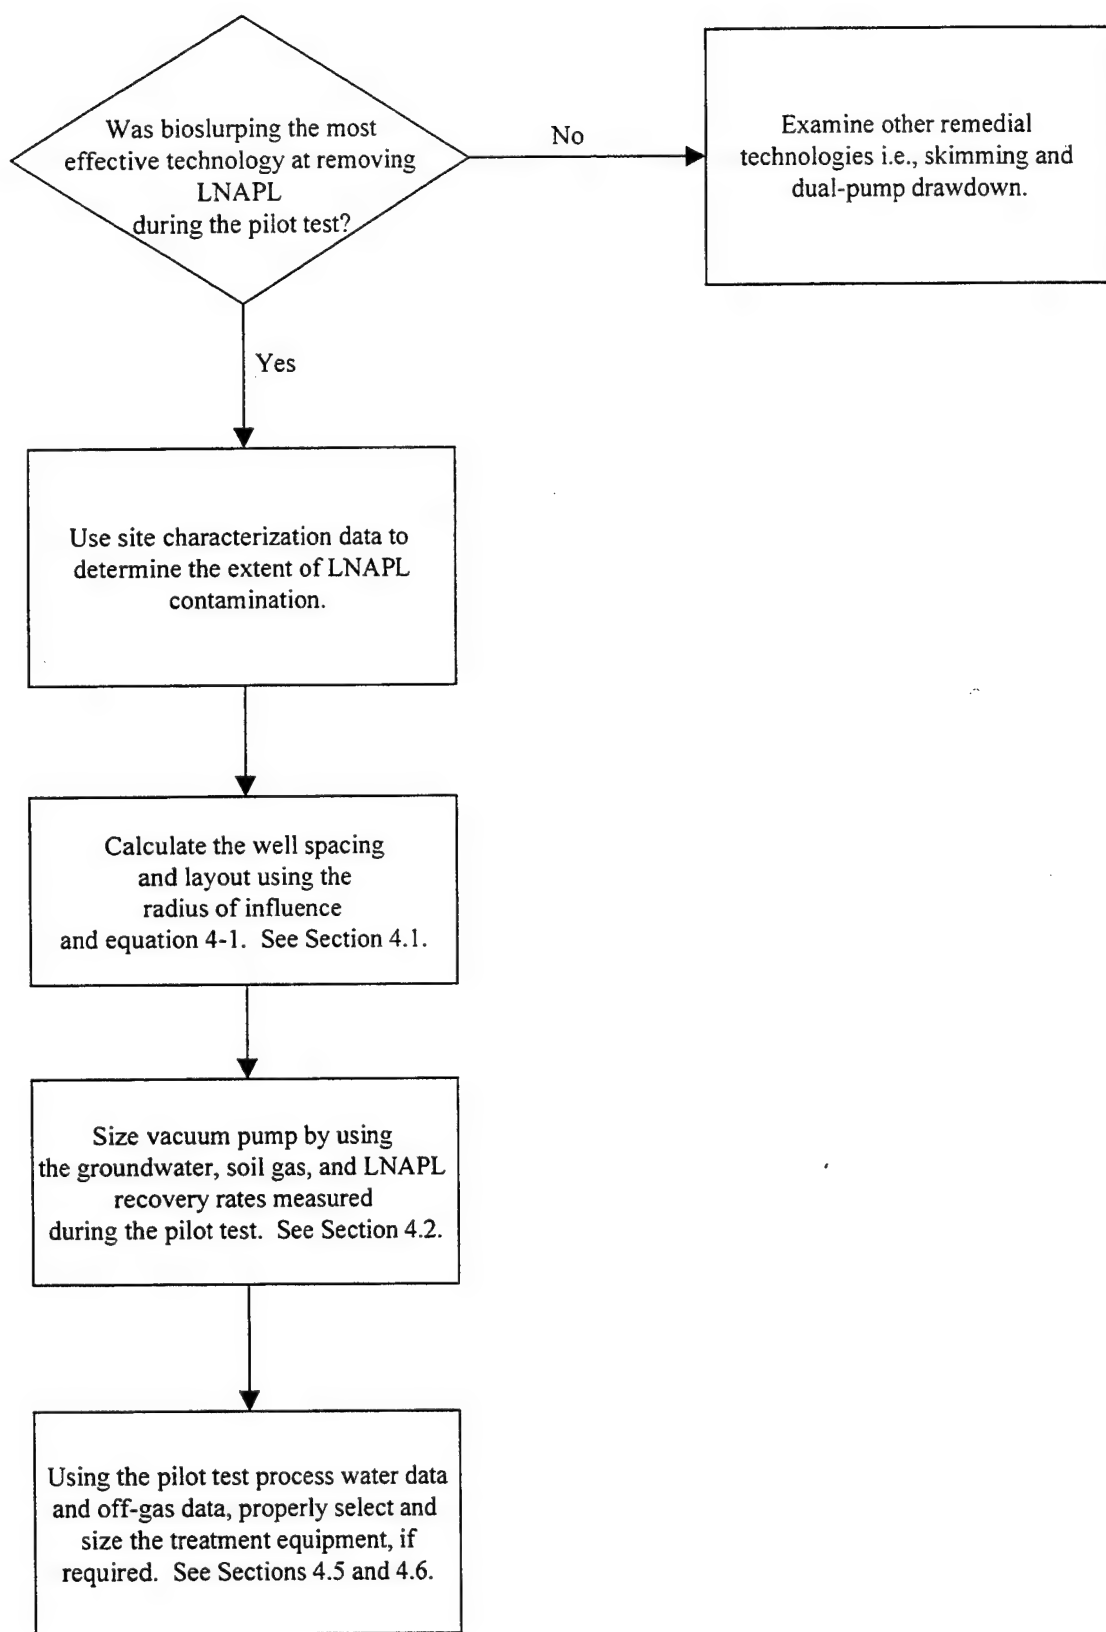 Was bioslurping the most
effective technology at removing
LNAPL
during the pilot test?
No
Examine other remedial
technologies i.e., skimming and
dual-pump drawdown.
Yes
Use site characterization data to
determine the extent of LNAPL
contamination.
Calculate the well spacing
and layout using the
radius of influence
and equation 4-1.  See Section 4.1.
Size vacuum pump by using
the groundwater, soil gas, and LNAPL
recovery rates measured
during the pilot test.  See Section 4.2.
Using the pilot test process water data
and off-gas data, properly select and
size the treatment equipment, if
required.  See Sections 4.5 and 4.6.